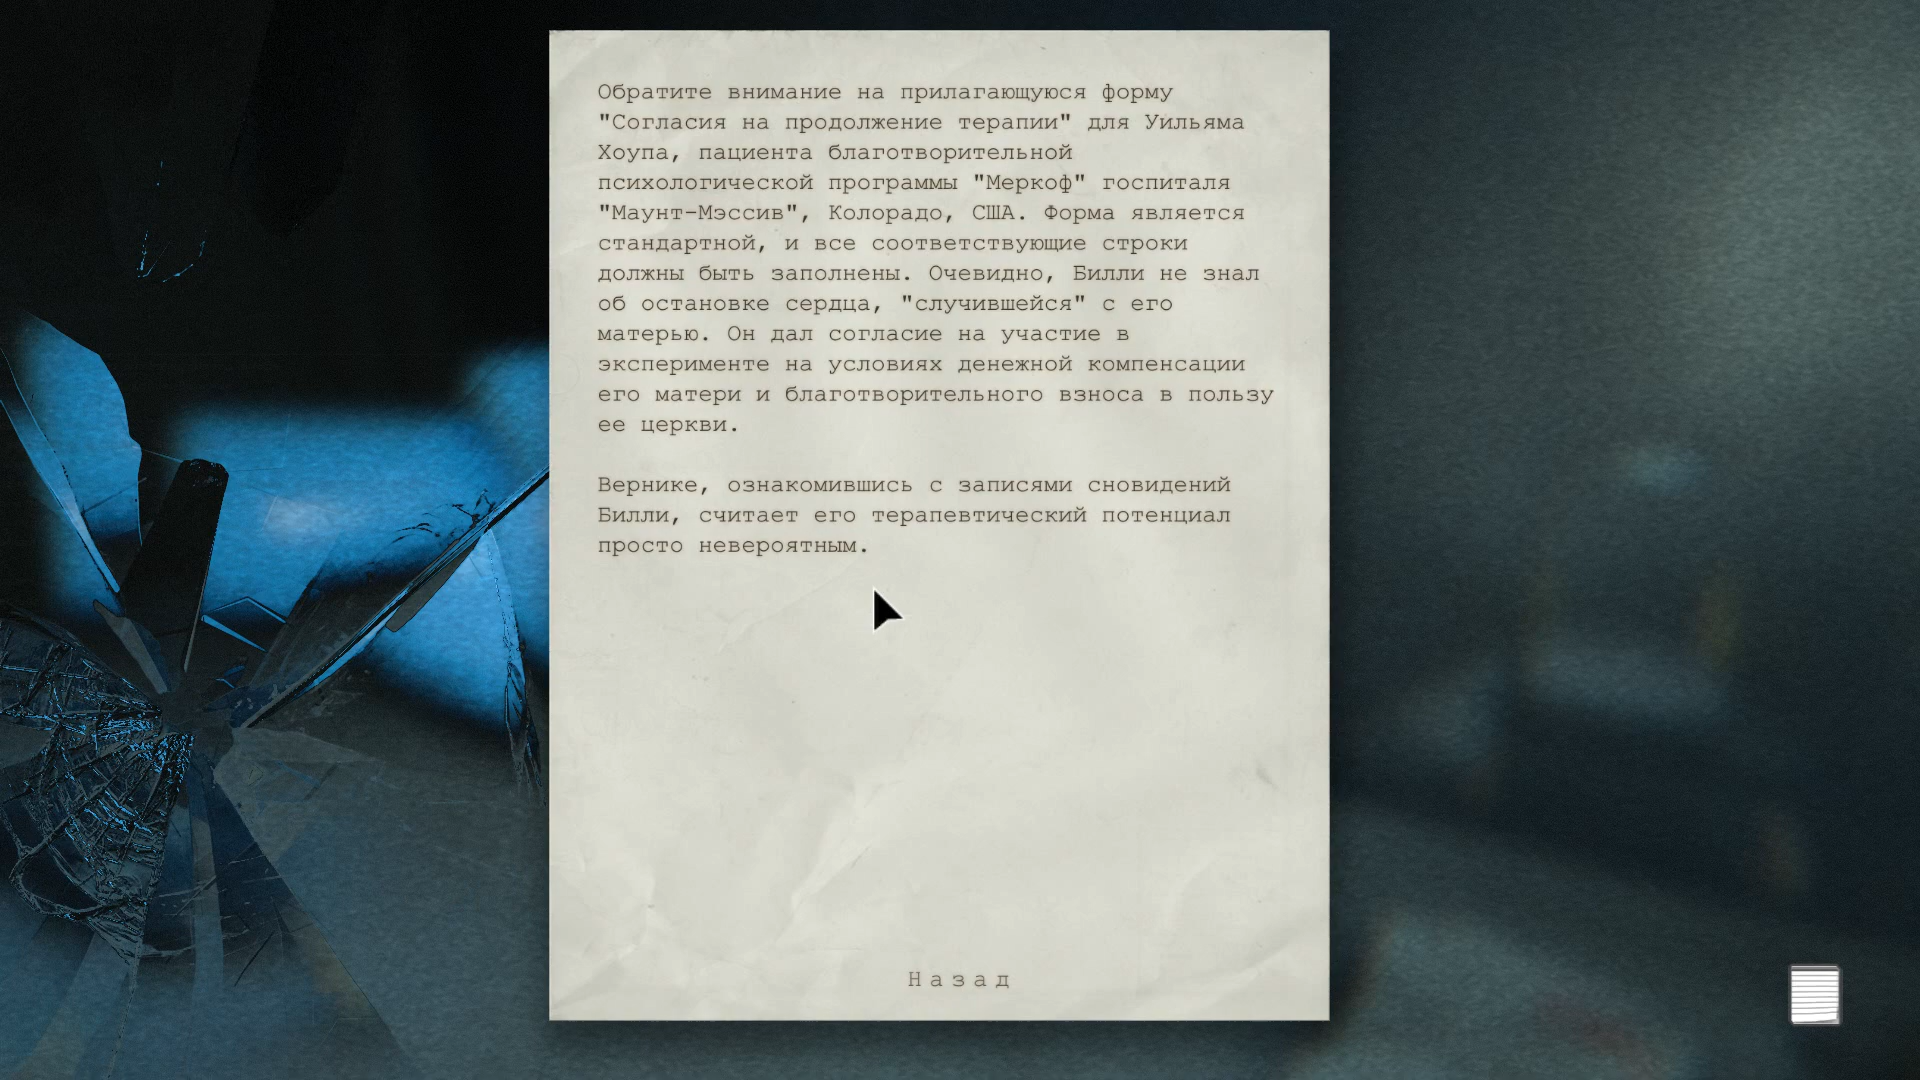 Обратите внимание на прилагающуюся форму
"Согласия на продолжение терапии" для Уильяма
Хоупа, пациента благотворительной
психологической программы "Меркоф" госпиталя
"Маунт-Мэссив", Колорадо, США. Форма является
стандартной, и все соответствующие строки
должны быть заполнены. Очевидно, Билли не знал
об остановке сердца, "случившейся" с его
матерью. Он дал согласие на участие в
эксперименте на условиях денежной компенсации
его матери и благотворительного взноса в пользу
ее церкви.
Вернике, ознакомившись с записями сновидений
Билли, считает его терапевтический потенциал
просто невероятным.
Назад